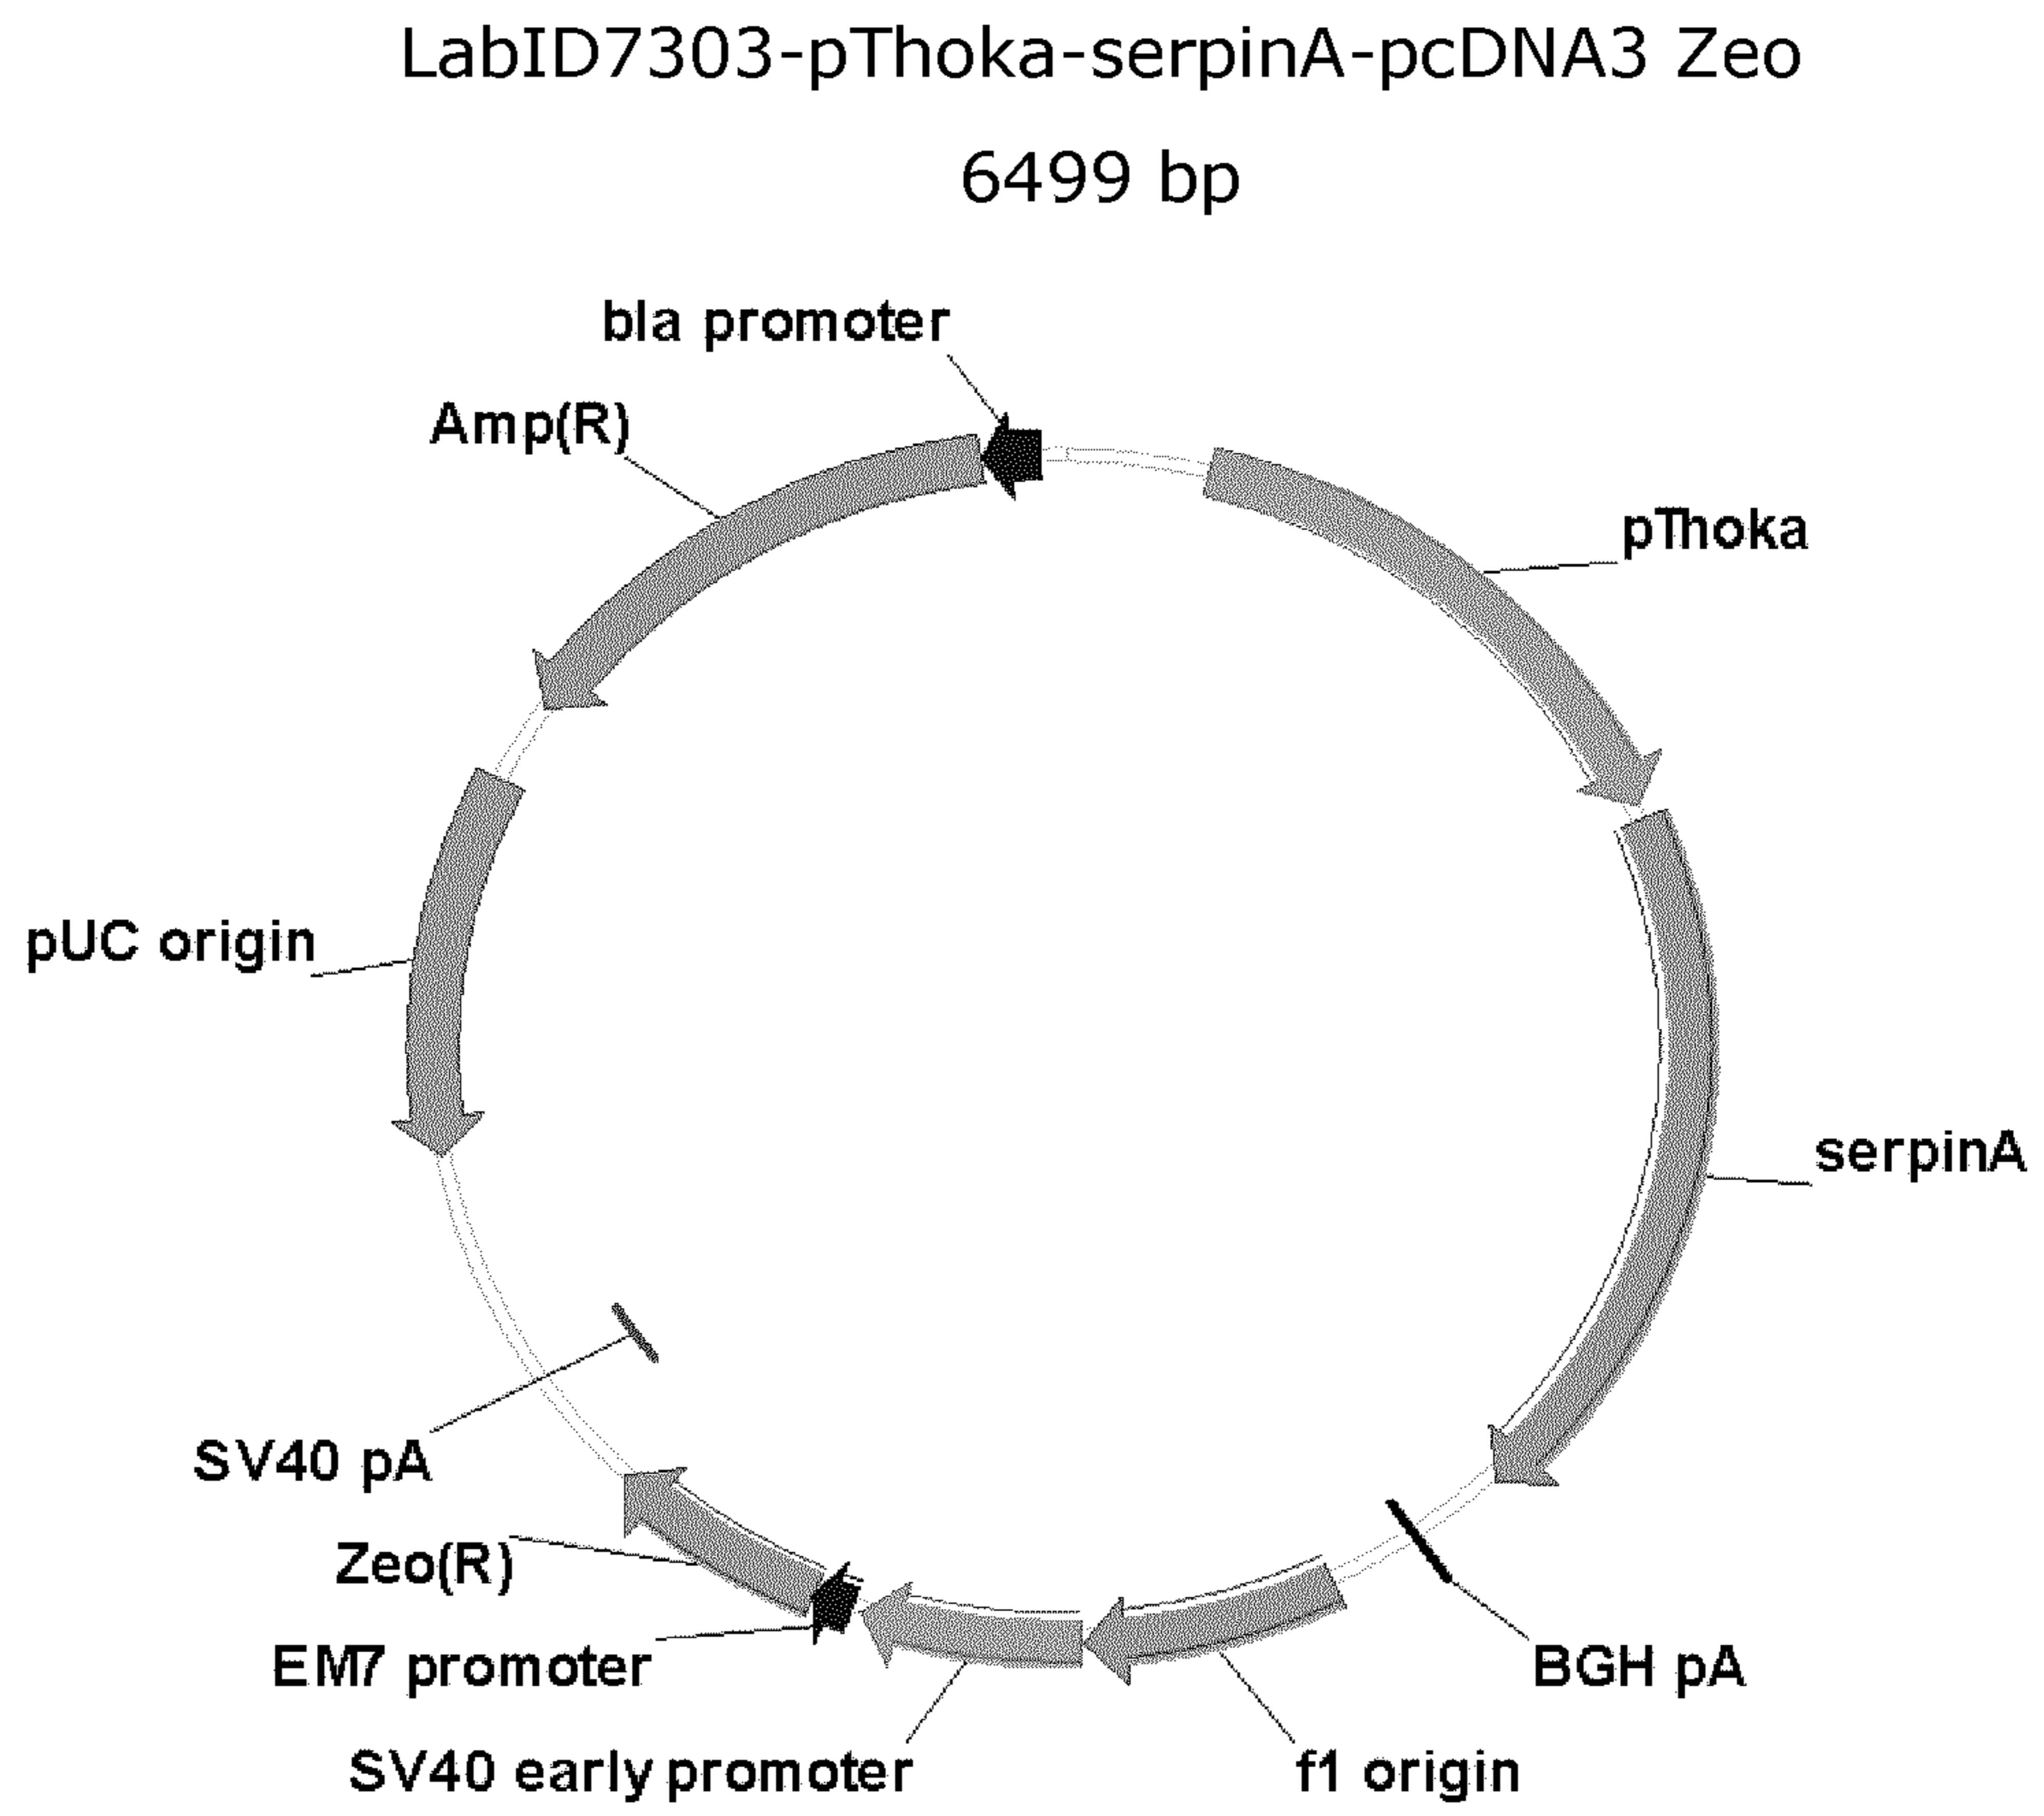 LabID7303-pThoka-serpinA-pcDNA3 Zeo
6499 bp
bla promoter
Amp(R)
pThoka
pUC origin
serpinA
SV40 pA
Zeo(R)
EM7 promoter
BGH pA
SV40 early promoter
f1 origin